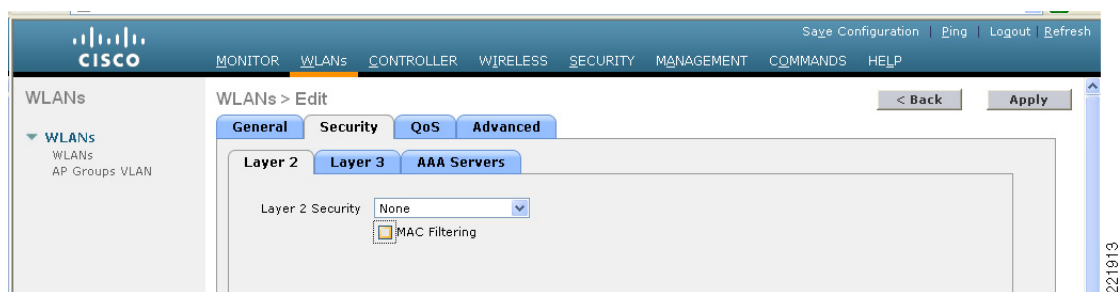 Save Configuration | Ping | Logout | Refresh
CISCO
MONITOR WLANs CONTROLLER WIRELESS SECURITY MANAGEMENT COMMANDS HELP
WLANs
WLANs > Edit
< Back
Apply
General Security QoS Advanced
WLANs
WLANs
AP Groups VLAN
Layer 2 Layer 3 AAA Servers
Layer 2 Security None
MAC Filtering
221913